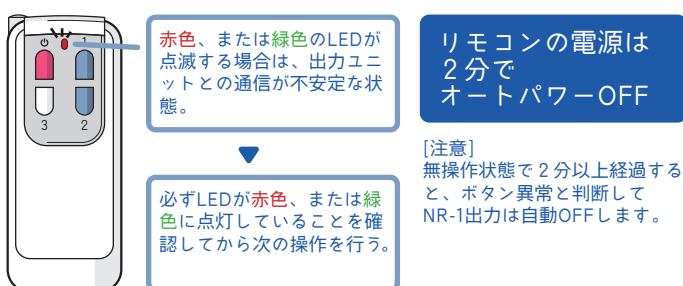 赤色、または緑色のLEDが
点滅する場合は、出力ユニ
ットとの通信が不安定な状
態。
必ずLEDが赤色、または緑
色に点灯していることを確
認してから次の操作を行う。
1
3
2
リモコンの電源は
2分で
オートパワーOFF
[注意]
無操作状態で2分以上経過する
と、ボタン異常と判断して
NR-1出力は自動OFFします。